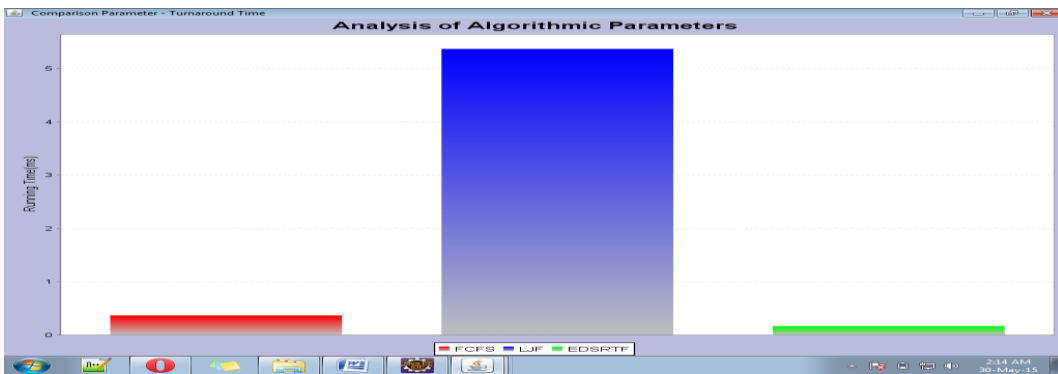 Comparison Parameter - Turnaround Time
Analysis of Algorithmic Parameters
Running Time(ms)
5
4
3
2
1
0
FCFS LJF EDSRTF
2:14 AM
30-May-15